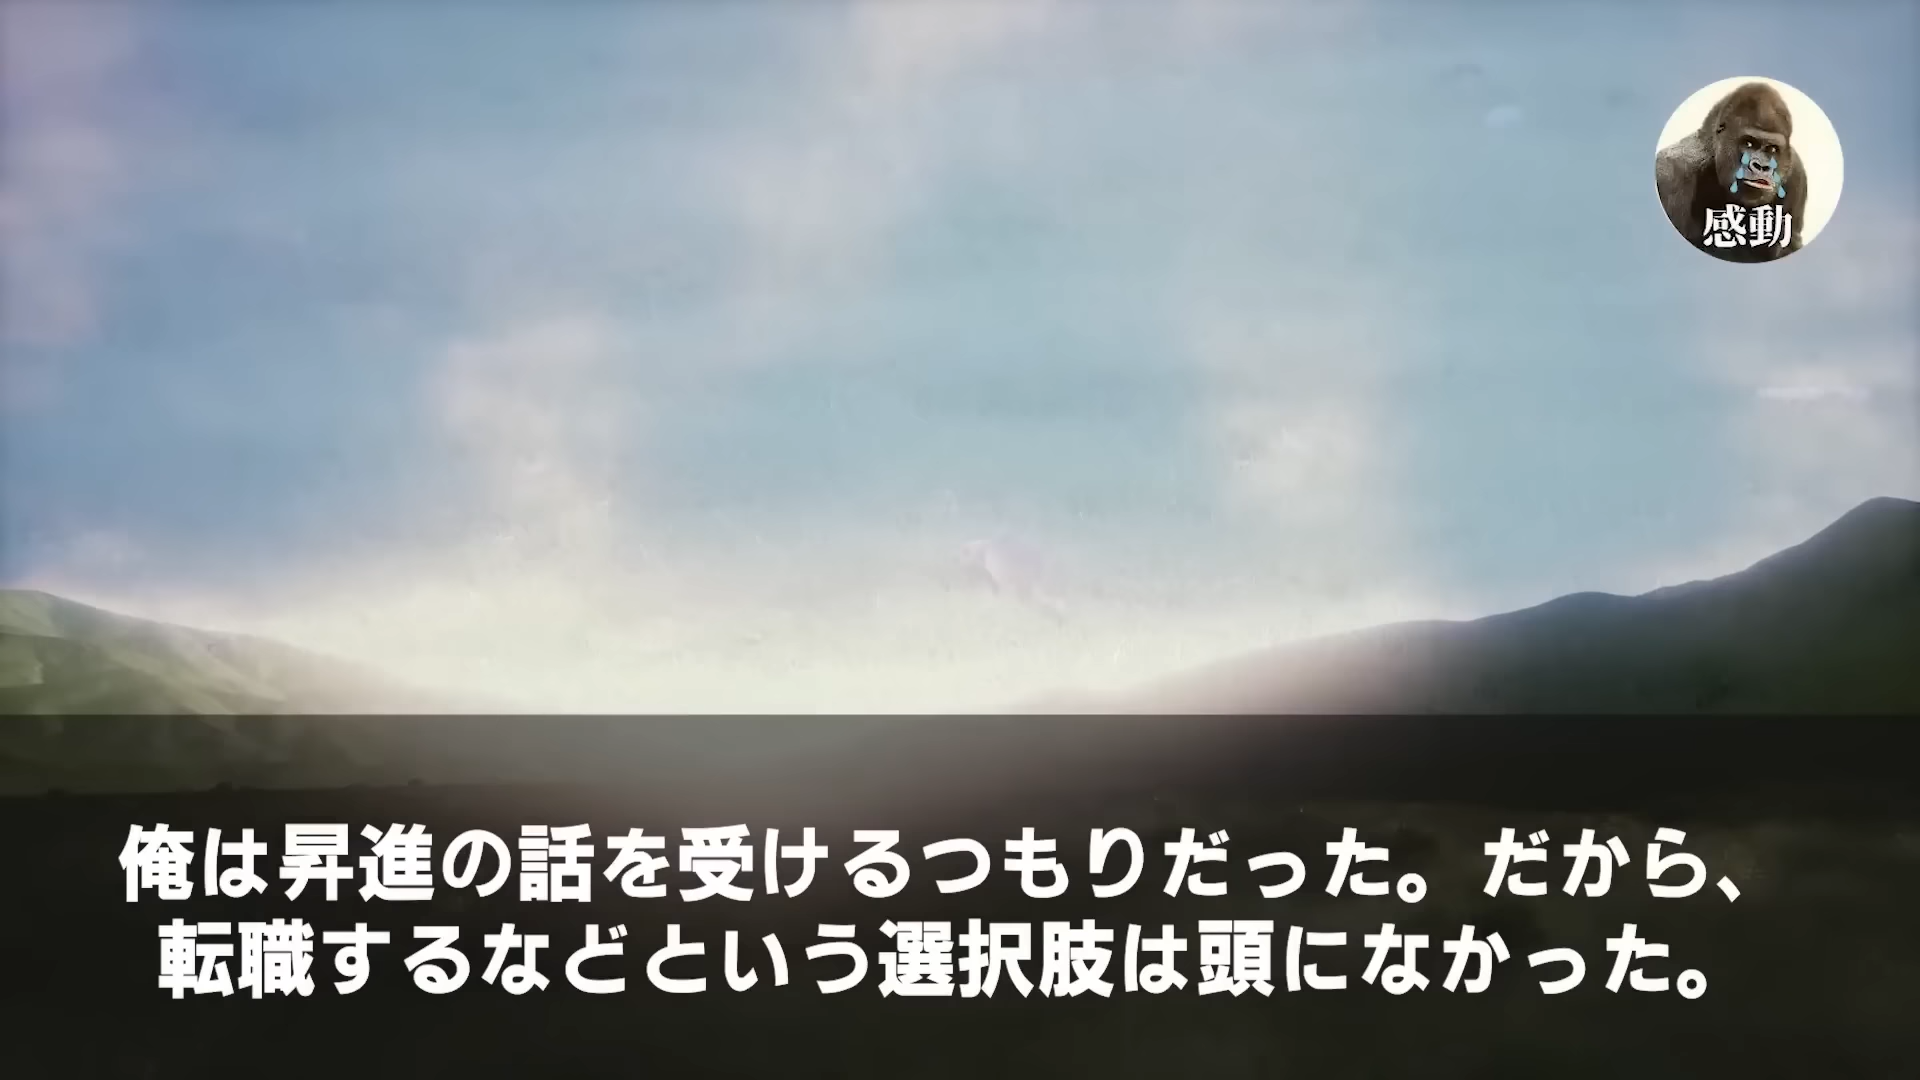 感動
俺は昇進の話を受けるつもりだった。だから、
転職するなどという選択肢は頭になかった。